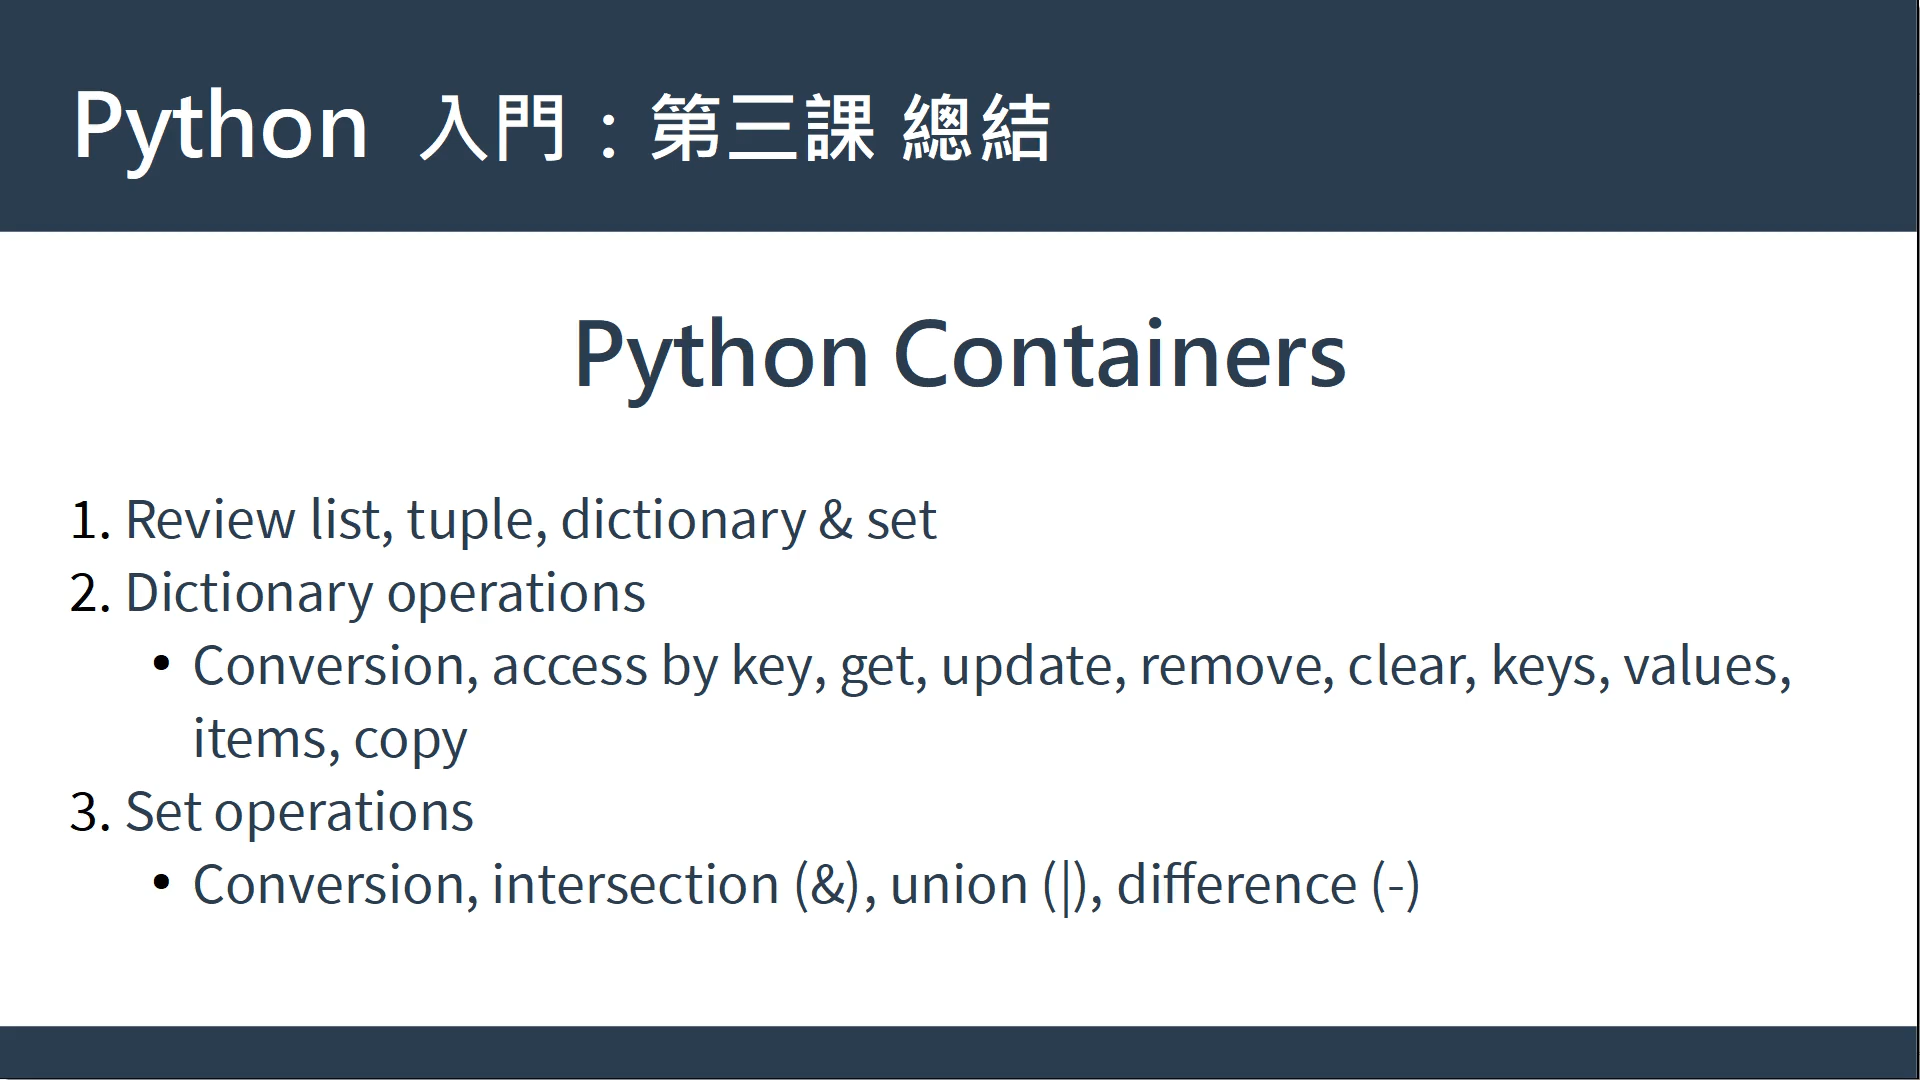 Python 入門：第三課 總結
Python Containers
1. Review list, tuple, dictionary & set
2. Dictionary operations
• Conversion, access by key, get, update, remove, clear, keys, values,
items, copy
3. Set operations
• Conversion, intersection (&), union (|), difference (-)